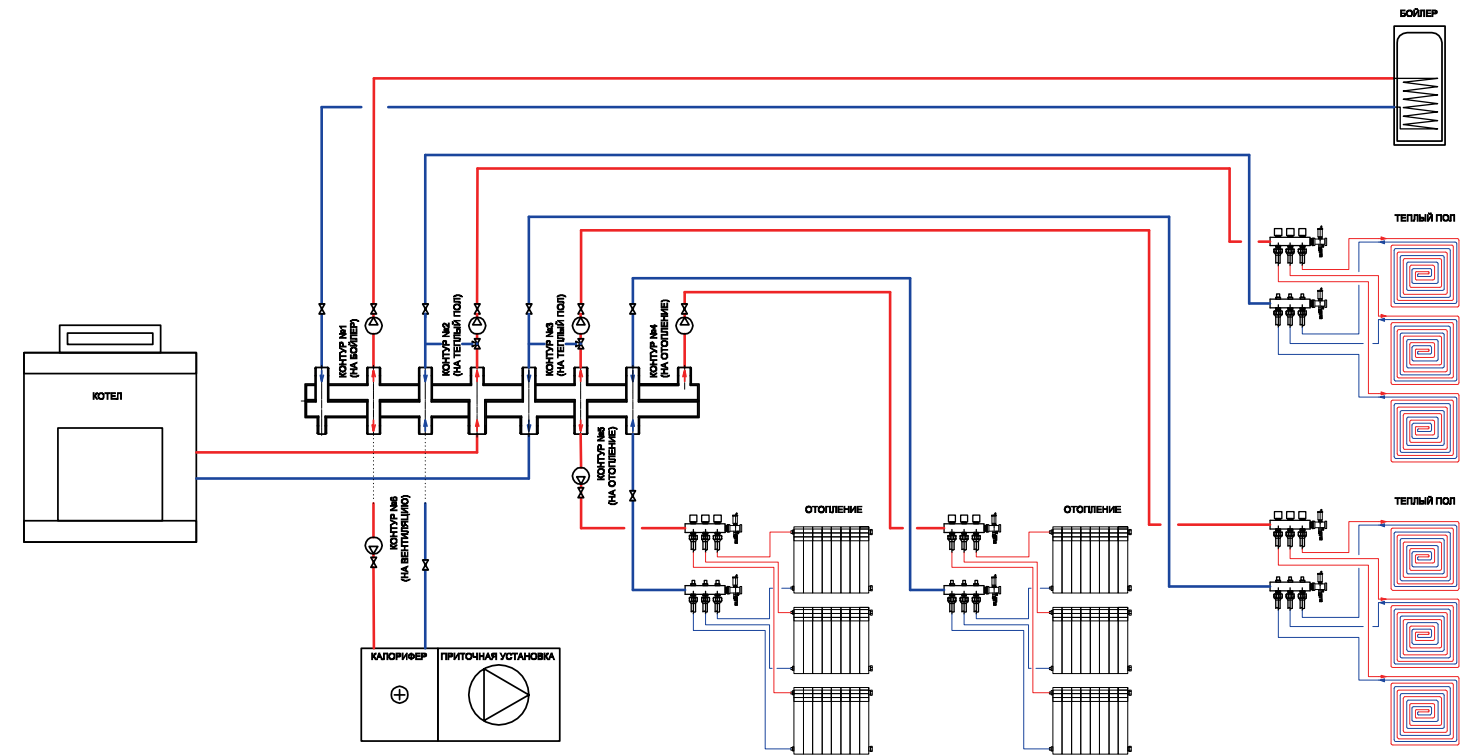 БОЙЛЕР
ТЕПЛЫЙ ПОЛ
КОНТУР №1
(НА БОЙЛЕР)
КОНТУР №2
(НА ТЕПЛЫЙ ПОЛ)
КОНТУР №3
(НА ТЕПЛЫЙ ПОЛ)
КОНТУР №4
(НА ОТОПЛЕНИЕ)
КОТЕЛ
КОНТУР №5
(НА ОТОПЛЕНИЕ)
КОНТУР №6
(НА ВЕНТИЛЯЦИЮ)
ОТОПЛЕНИЕ
ОТОПЛЕНИЕ
ТЕПЛЫЙ ПОЛ
КАЛОРИФЕР
ПРИТОЧНАЯ УСТАНОВКА